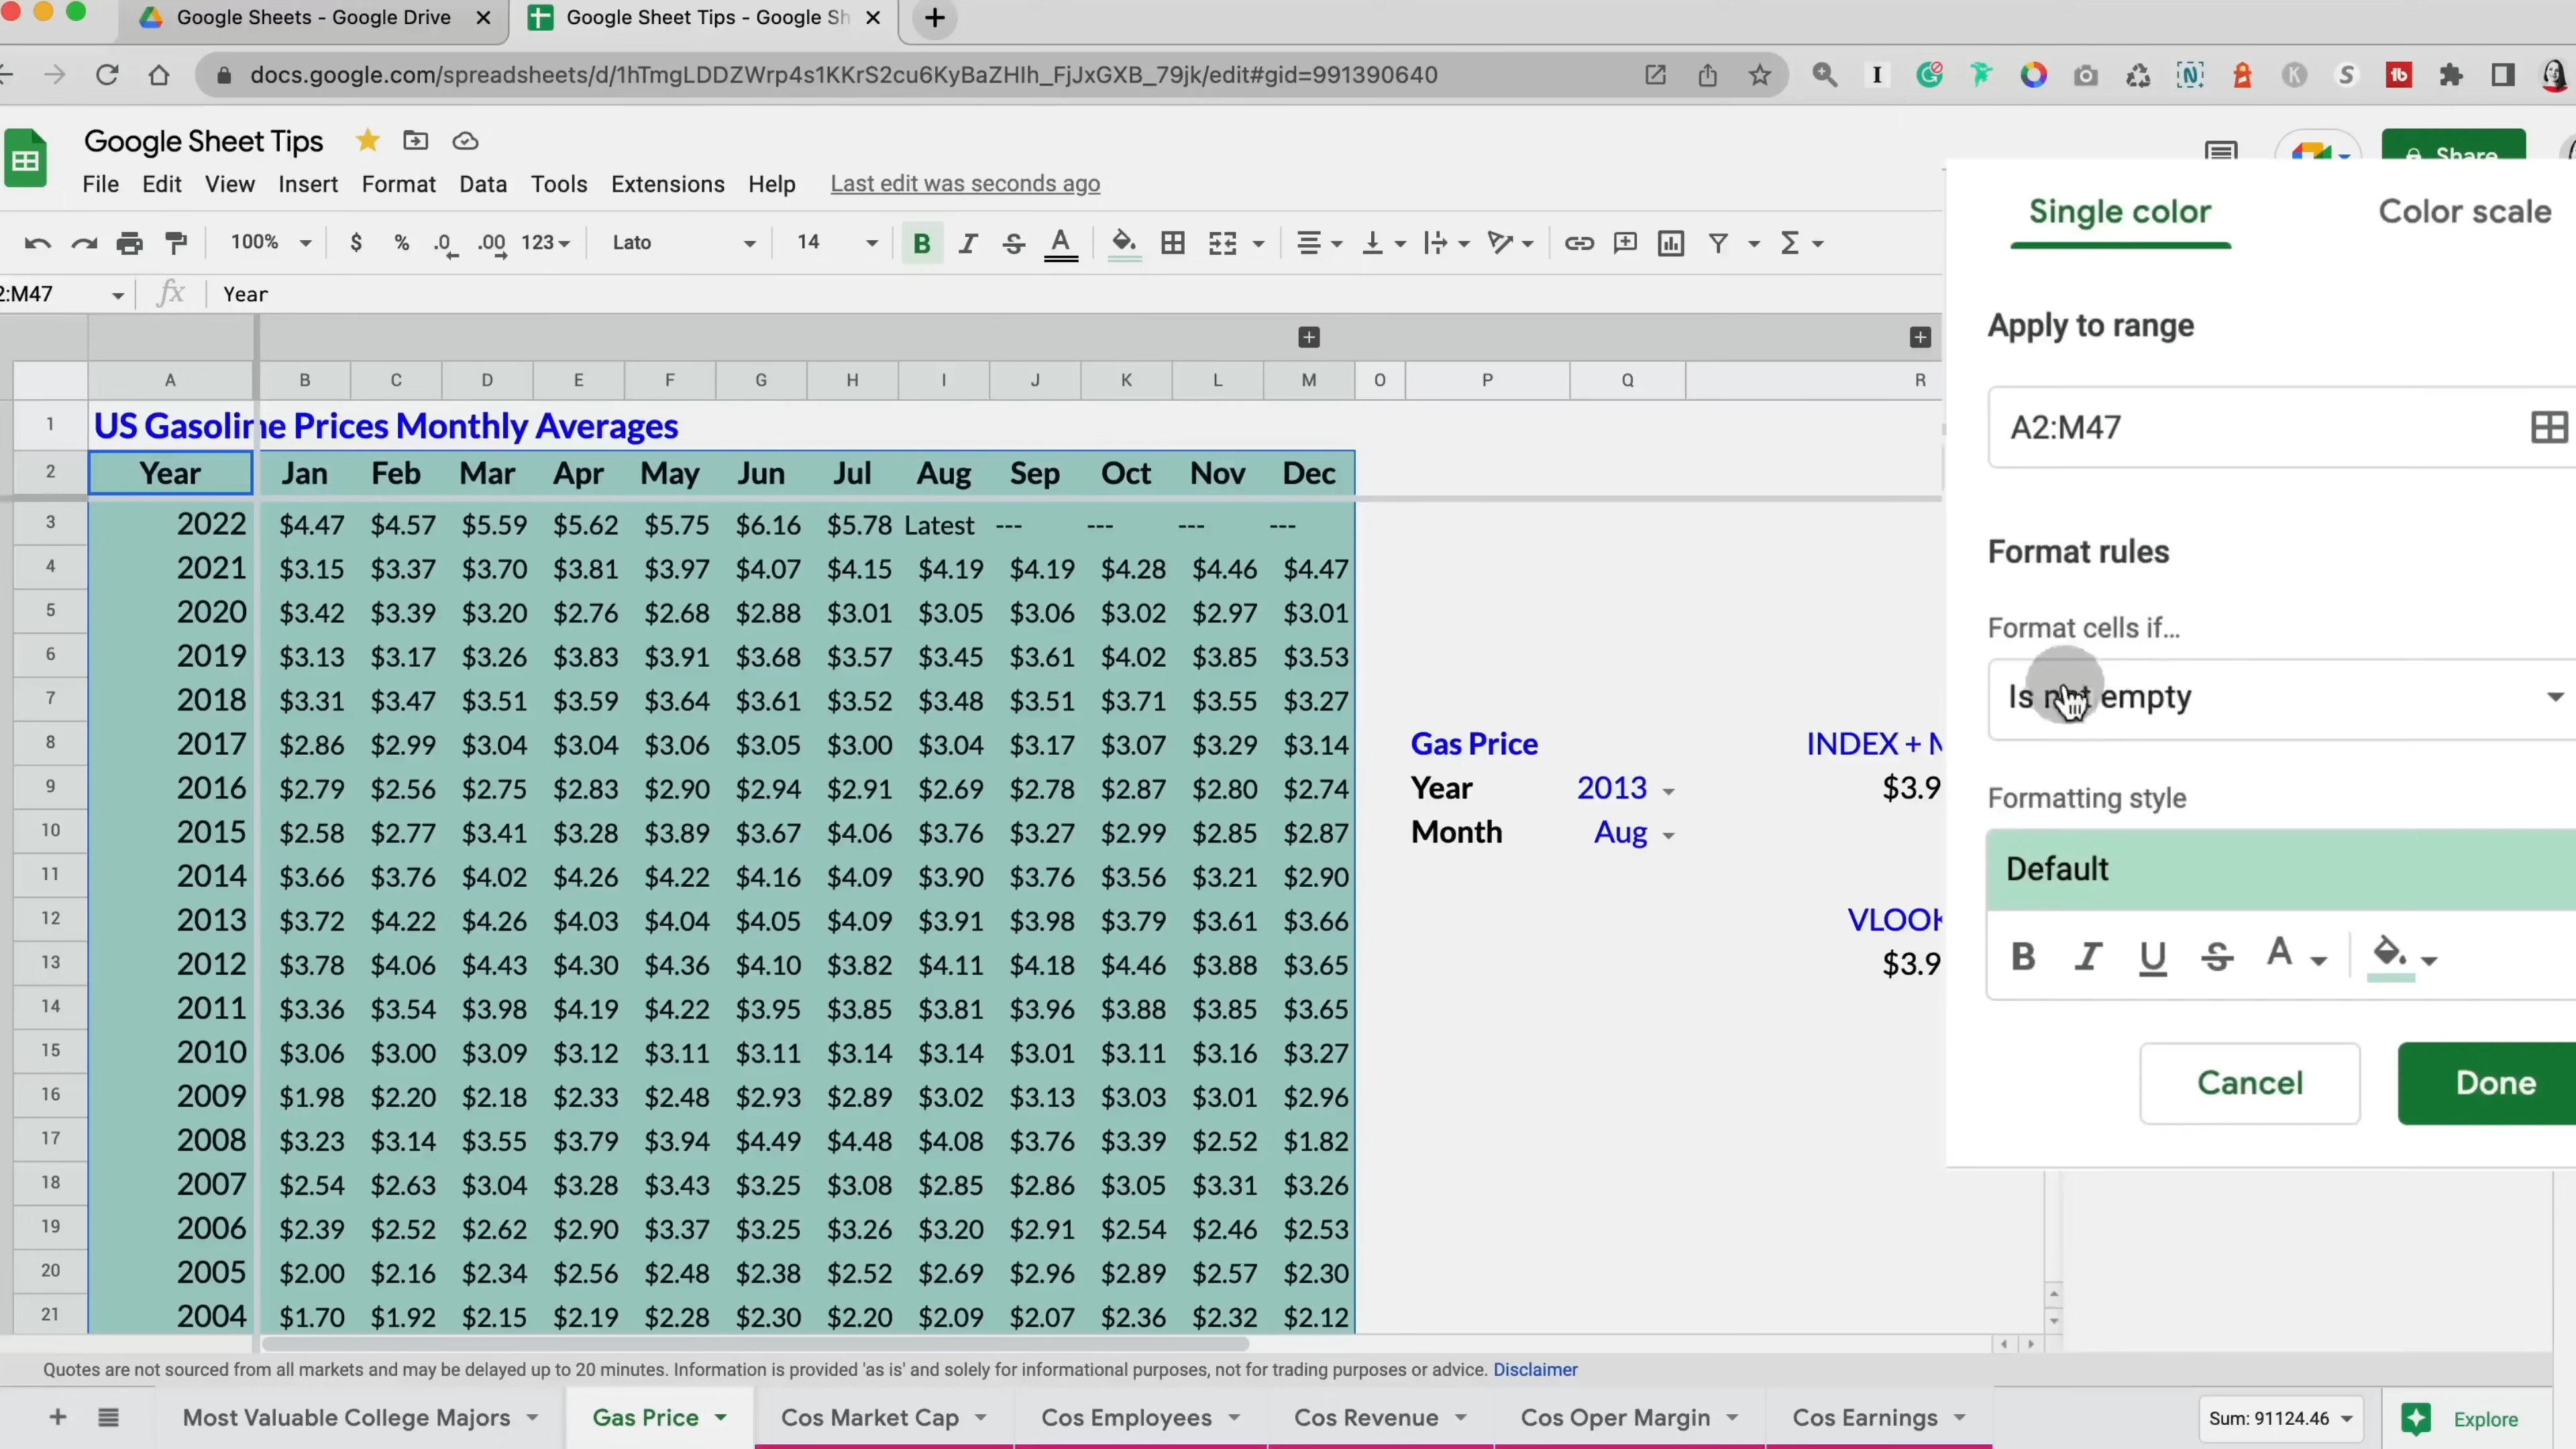 Google Sheets - Google Drive
Google Sheet Tips - Google Sh
docs.google.com/spreadsheets/d/1hTmgLDDZWrp4s1KKrS2cu6KyBaZHIh_FjJxGXB_79jk/edit#gid=991390640
Google Sheet Tips
Share
File Edit View Insert Format Data Tools Extensions Help Last edit was seconds ago
100% $ % .0 .00 123 Lato 14 B I S A
2:M47 fx Year
Single color Color scale
A B C D E F G H I J K L M O P Q R
1 US Gasoline Prices Monthly Averages
2 Year Jan Feb Mar Apr May Jun Jul Aug Sep Oct Nov Dec
3 2022 $4.47 $4.57 $5.59 $5.62 $5.75 $6.16 $5.78 Latest --- --- --- ---
4 2021 $3.15 $3.37 $3.70 $3.81 $3.97 $4.07 $4.15 $4.19 $4.19 $4.28 $4.46 $4.47
5 2020 $3.42 $3.39 $3.20 $2.76 $2.68 $2.88 $3.01 $3.05 $3.06 $3.02 $2.97 $3.01
6 2019 $3.13 $3.17 $3.26 $3.83 $3.91 $3.68 $3.57 $3.45 $3.61 $4.02 $3.85 $3.53
7 2018 $3.31 $3.47 $3.51 $3.59 $3.64 $3.61 $3.52 $3.48 $3.51 $3.71 $3.55 $3.27
8 2017 $2.86 $2.99 $3.04 $3.04 $3.06 $3.05 $3.00 $3.04 $3.17 $3.07 $3.29 $3.14 Gas Price INDEX +
9 2016 $2.79 $2.56 $2.75 $2.83 $2.90 $2.94 $2.91 $2.69 $2.78 $2.87 $2.80 $2.74 Year 2013 $3.9
10 2015 $2.58 $2.77 $3.41 $3.28 $3.89 $3.67 $4.06 $3.76 $3.27 $2.99 $2.85 $2.87 Month Aug
11 2014 $3.66 $3.76 $4.02 $4.26 $4.22 $4.16 $4.09 $3.90 $3.76 $3.56 $3.21 $2.90
12 2013 $3.72 $4.22 $4.26 $4.03 $4.04 $4.05 $4.09 $3.91 $3.98 $3.79 $3.61 $3.66 VLOOK
13 2012 $3.78 $4.06 $4.43 $4.30 $4.36 $4.10 $3.82 $4.11 $4.18 $4.46 $3.88 $3.65 $3.9
14 2011 $3.36 $3.54 $3.98 $4.19 $4.22 $3.95 $3.85 $3.81 $3.96 $3.88 $3.85 $3.65
15 2010 $3.06 $3.00 $3.09 $3.12 $3.11 $3.11 $3.14 $3.14 $3.01 $3.11 $3.16 $3.27
16 2009 $1.98 $2.20 $2.18 $2.33 $2.48 $2.93 $2.89 $3.02 $3.13 $3.03 $3.01 $2.96
17 2008 $3.23 $3.14 $3.55 $3.79 $3.94 $4.49 $4.48 $4.08 $3.76 $3.39 $2.52 $1.82
18 2007 $2.54 $2.63 $3.04 $3.28 $3.43 $3.25 $3.08 $2.85 $2.86 $3.05 $3.31 $3.26
19 2006 $2.39 $2.52 $2.62 $2.90 $3.37 $3.25 $3.26 $3.20 $2.91 $2.54 $2.46 $2.53
20 2005 $2.00 $2.16 $2.34 $2.56 $2.48 $2.38 $2.52 $2.69 $2.96 $2.89 $2.57 $2.30
21 2004 $1.70 $1.92 $2.15 $2.19 $2.28 $2.30 $2.20 $2.09 $2.07 $2.36 $2.32 $2.12
Apply to range
A2:M47
Format rules
Format cells if...
Is not empty
Formatting style
Default
B I U S A
Cancel Done
Quotes are not sourced from all markets and may be delayed up to 20 minutes. Information is provided 'as is' and solely for informational purposes, not for trading purposes or advice. Disclaimer
Most Valuable College Majors Gas Price Cos Market Cap Cos Employees Cos Revenue Cos Oper Margin Cos Earnings Sum: 91124.46 Explore